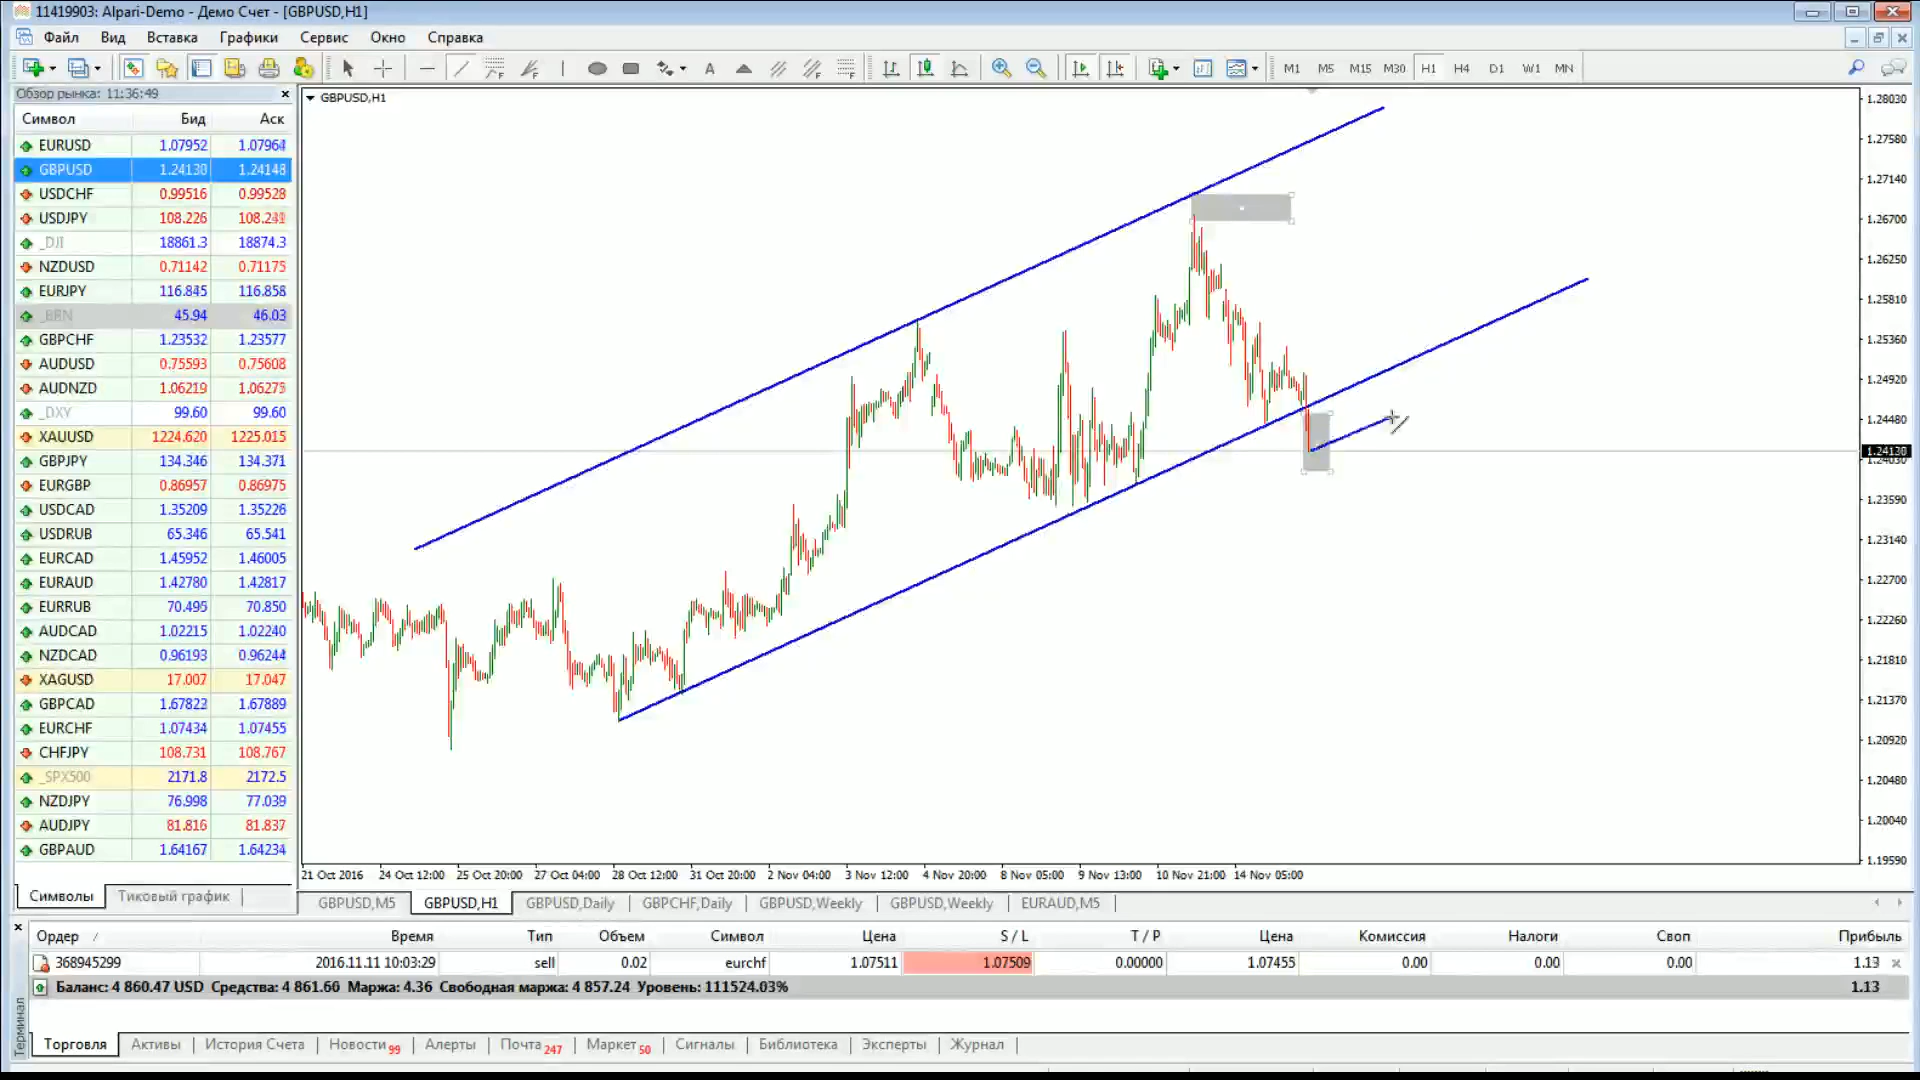 11419903: Alpari-Demo - Демо Счет - [GBPUSD,H1]
Файл Вид Вставка Графики Сервис Окно Справка
A M1 M5 M15 M30 H1 H4 D1 W1 MN
Обзор рынка: 11:36:49
Символ Бид Аск
EURUSD 1.07952 1.07964
GBPUSD 1.24130 1.24148
USDCHF 0.99516 0.99528
USDJPY 108.226
_DJI 18861.3 18874.3
NZDUSD 0.71142 0.71175
EURJPY 116.845 116.858
_BRN 45.94 46.03
GBPCHF 1.23532 1.23577
AUDUSD 0.75593 0.75608
AUDNZD 1.06219 1.06275
_DXY 99.60 99.60
XAUUSD 1224.620 1225.015
GBPJPY 134.346 134.371
EURGBP 0.86957 0.86975
USDCAD 1.35209 1.35226
USDRUB 65.346 65.541
EURCAD 1.45952 1.46005
EURAUD 1.42780 1.42817
EURRUB 70.495 70.850
AUDCAD 1.02215 1.02240
NZDCAD 0.96193 0.96244
XAGUSD 17.007 17.047
GBPCAD 1.67822 1.67889
EURCHF 1.07434 1.07455
CHFJPY 108.731 108.767
_SPX500 2171.8 2172.5
NZDJPY 76.998 77.039
AUDJPY 81.816 81.837
GBPAUD 1.64167 1.64234
Символы Тиковый график
GBPUSD,H1
1.28030
1.27580
1.27140
1.26700
1.26250
1.25810
1.25360
1.24920
1.24480
1.24130
1.24030
1.23590
1.23140
1.22700
1.22260
1.21810
1.21370
1.20920
1.20480
1.20040
1.19590
21 Oct 2016 24 Oct 12:00 25 Oct 20:00 27 Oct 04:00 28 Oct 12:00 31 Oct 20:00 2 Nov 04:00 3 Nov 12:00 4 Nov 20:00 8 Nov 05:00 9 Nov 13:00 10 Nov 21:00 14 Nov 05:00
GBPUSD,M5 GBPUSD,H1 GBPUSD,Daily GBPCHF,Daily GBPUSD,Weekly GBPUSD,Weekly EURAUD,M5
Ордер Время Тип Объем Символ Цена S / L T / P Цена Комиссия Налоги Своп Прибыль
368945299 2016.11.11 10:03:29 sell 0.02 eurchf 1.07511 1.07509 0.00000 1.07455 0.00 0.00 0.00 1.13
Баланс: 4 860.47 USD Средства: 4 861.60 Маржа: 4.36 Свободная маржа: 4 857.24 Уровень: 111524.03% 1.13
Терминал
Торговля Активы История Счета Новости 99 Алерты Почта 247 Маркет 50 Сигналы Библиотека Эксперты Журнал